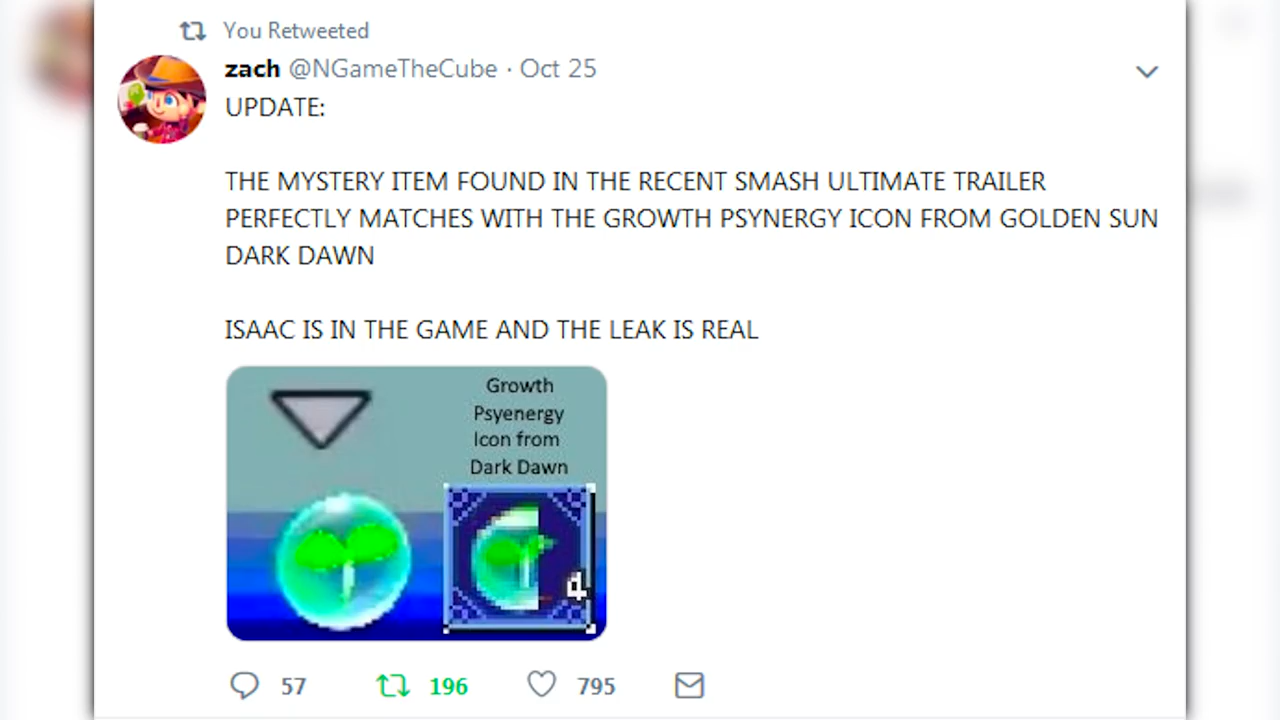 You Retweeted
zach @NGameTheCube · Oct 25
UPDATE:
THE MYSTERY ITEM FOUND IN THE RECENT SMASH ULTIMATE TRAILER
PERFECTLY MATCHES WITH THE GROWTH PSYNERGY ICON FROM GOLDEN SUN
DARK DAWN
ISAAC IS IN THE GAME AND THE LEAK IS REAL
Growth
Psyenergy
Icon from
Dark Dawn
4
57 196 795